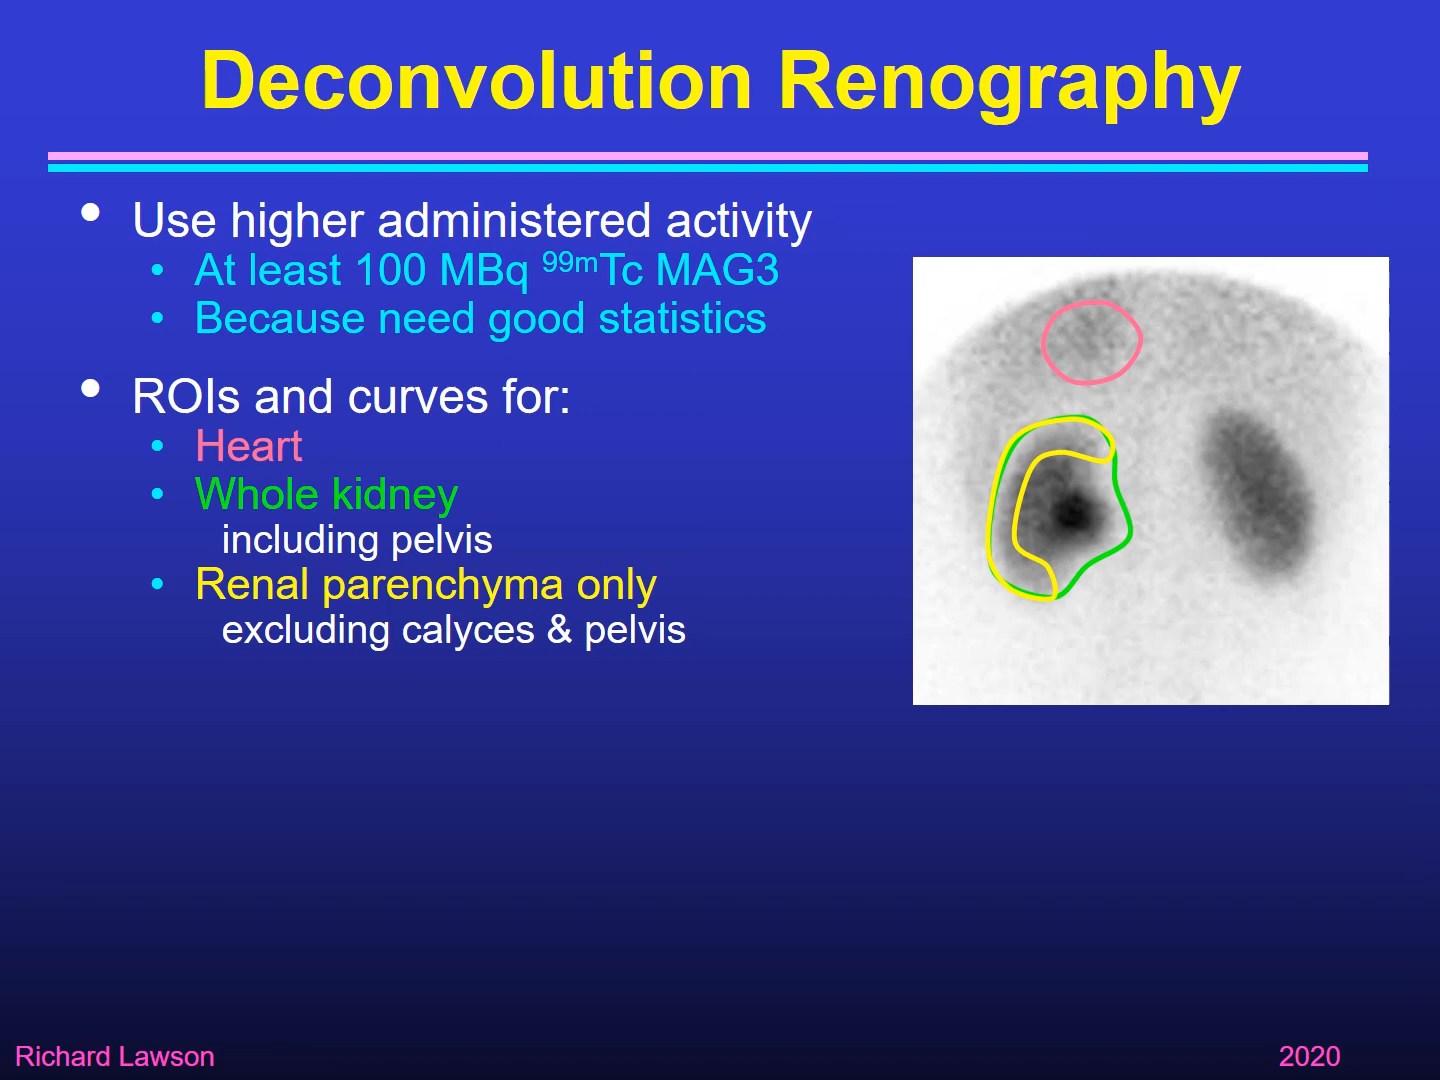 Deconvolution Renography
• Use higher administered activity
• At least 100 MBq ⁹⁹ᵐTc MAG3
• Because need good statistics
• ROIs and curves for:
• Heart
• Whole kidney
including pelvis
• Renal parenchyma only
excluding calyces & pelvis
Richard Lawson
2020